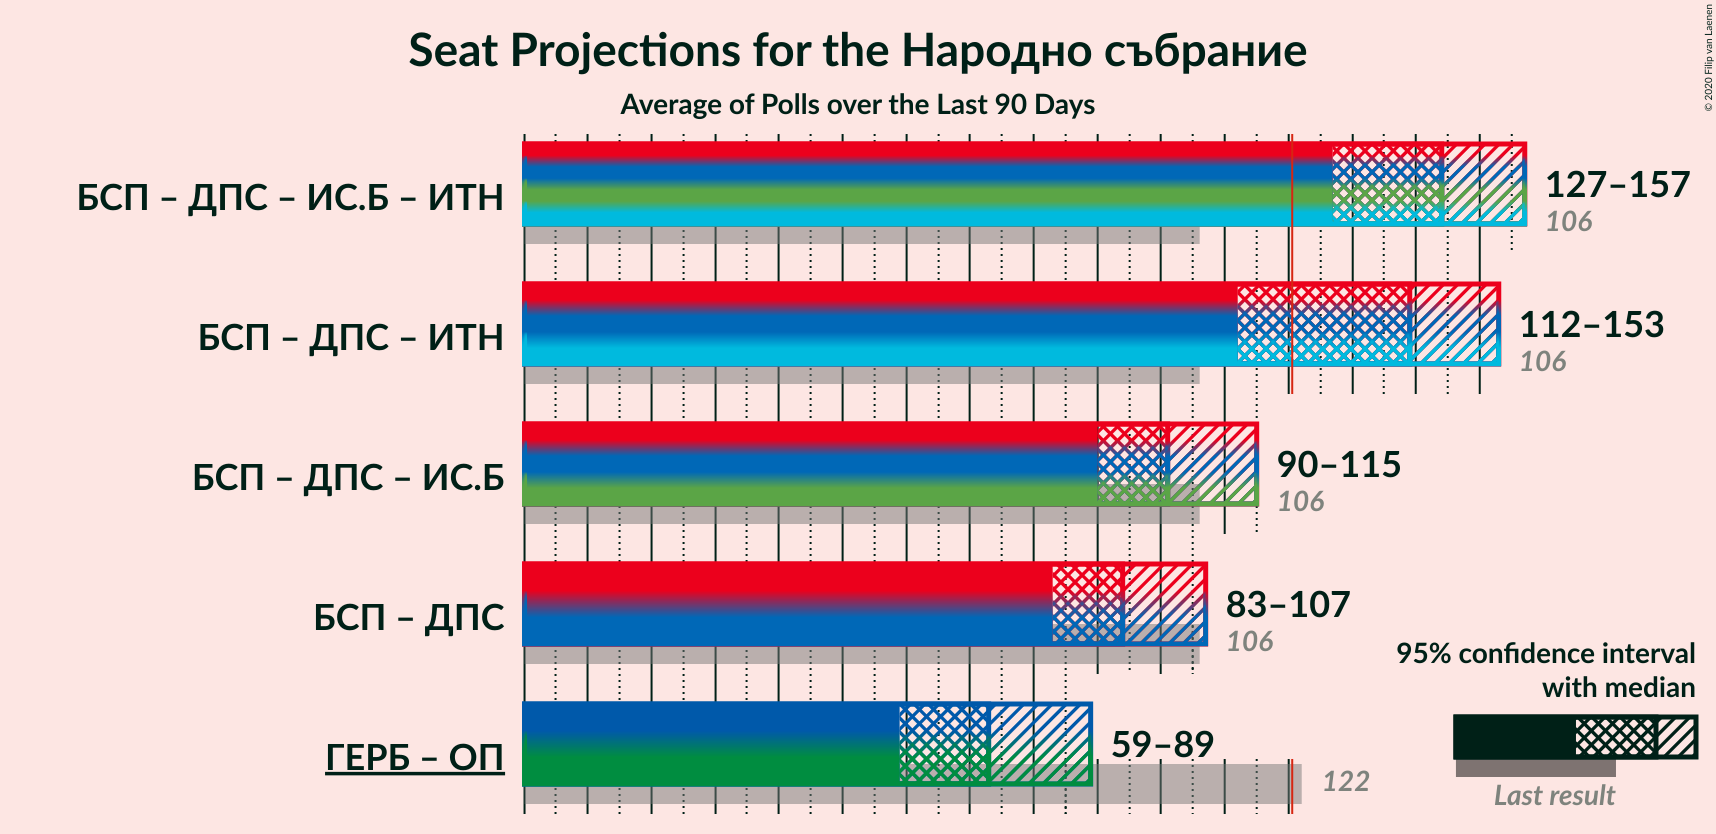 Seat Projections for the Народно събрание
Average of Polls over the Last 90 Days
© 2020 Filip van Laenen
БСП – ДПС – ИС.Б – ИТН
127–157
106
БСП – ДПС – ИТН
112–153
106
БСП – ДПС – ИС.Б
90–115
106
БСП – ДПС
83–107
106
ГЕРБ – ОП
59–89
122
95% confidence interval
with median
Last result